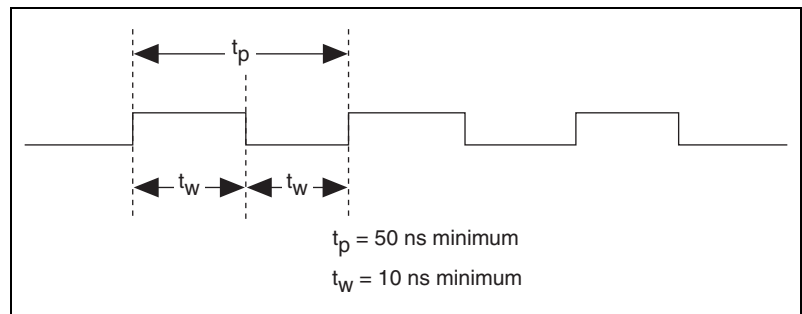 tp
tw tw
tp = 50 ns minimum
tw = 10 ns minimum